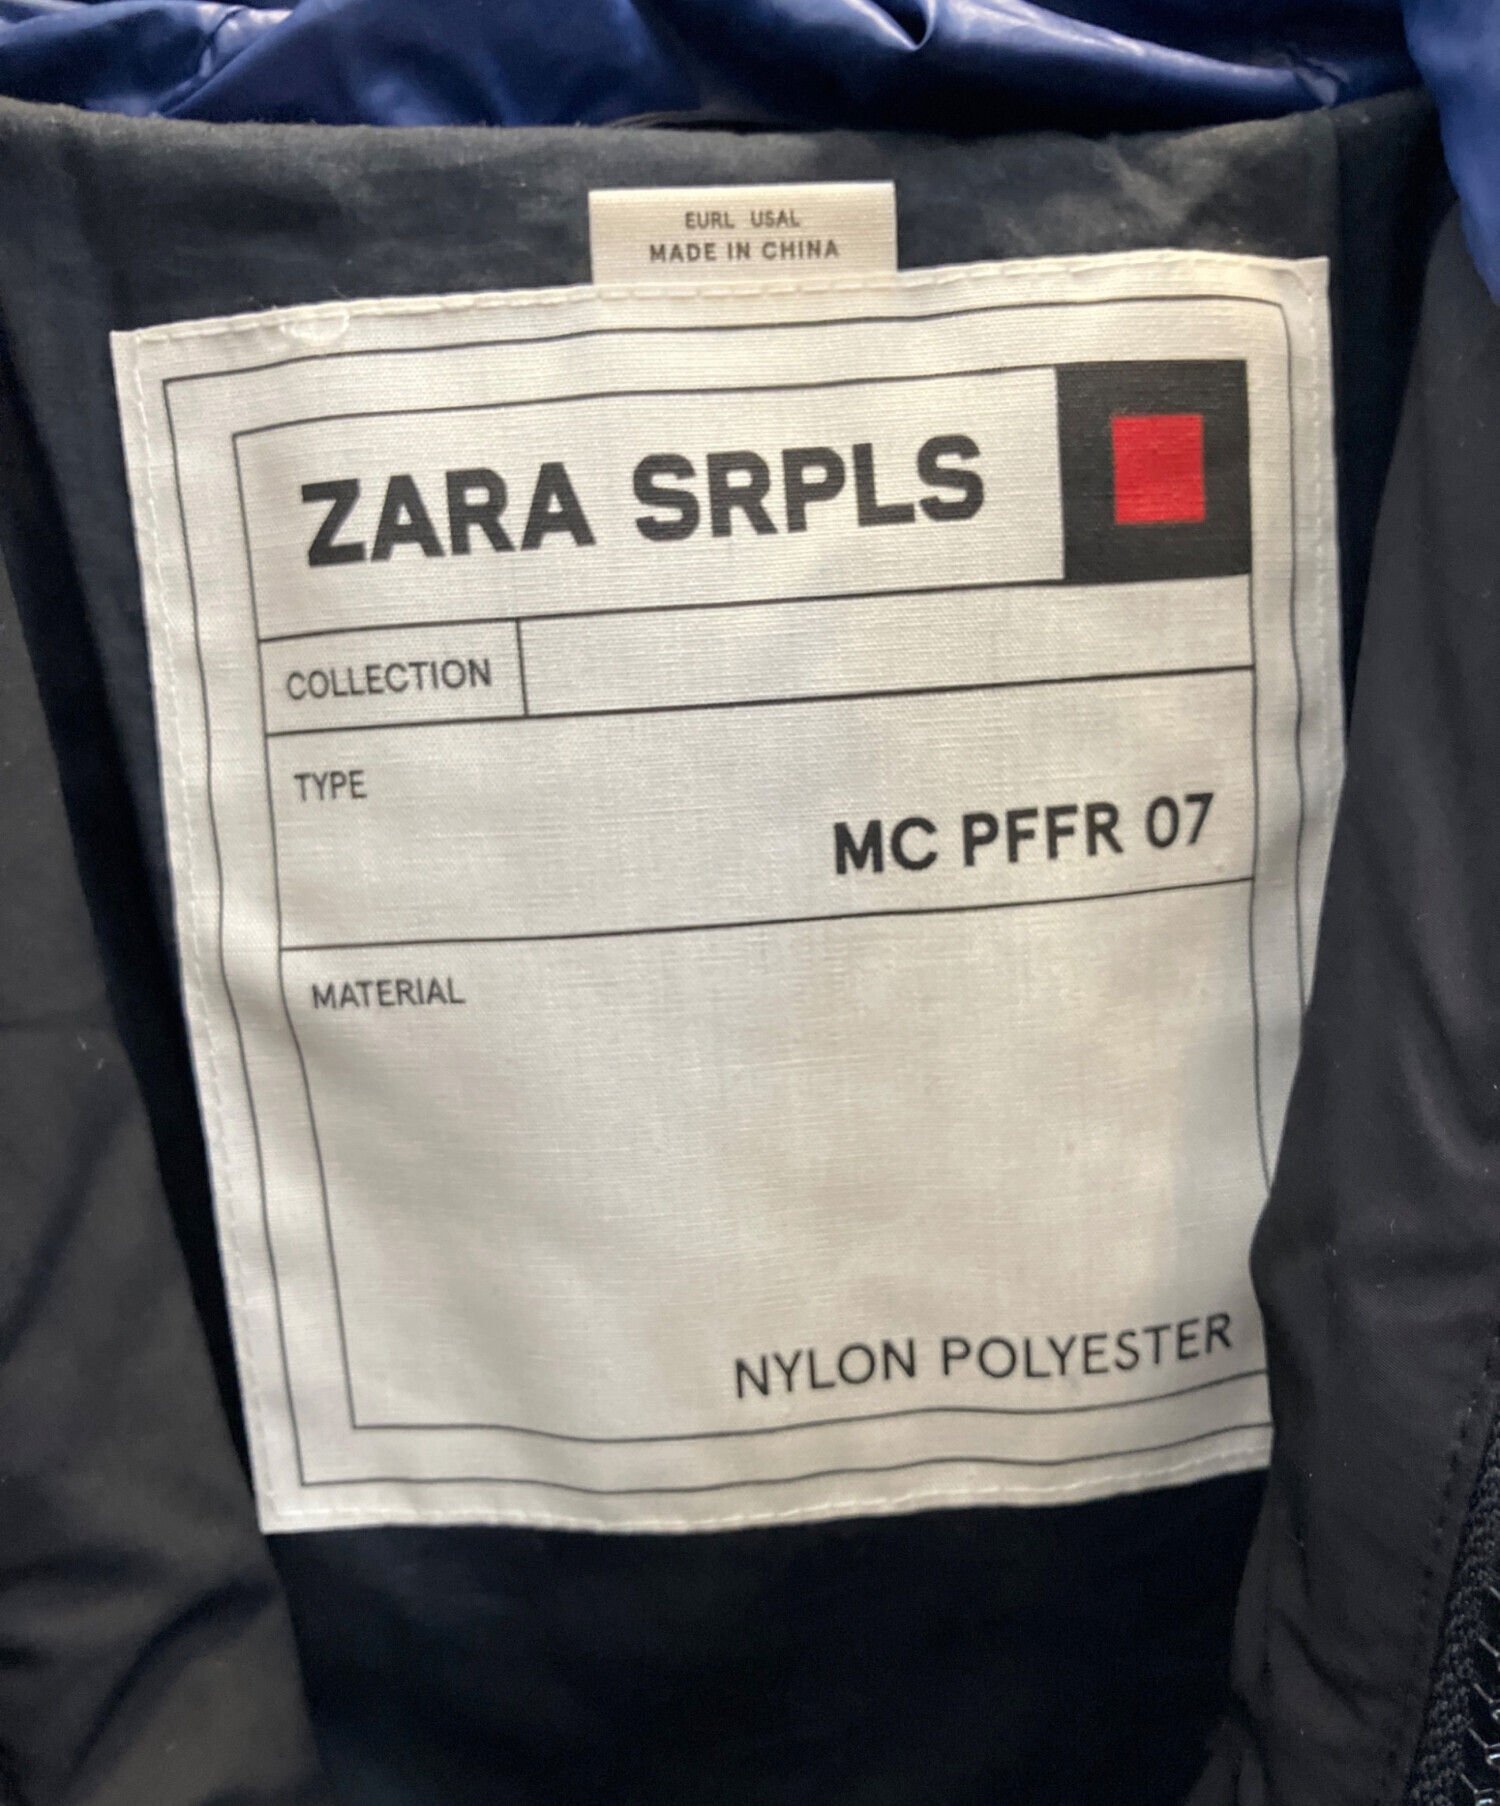 EURL USAL
MADE IN CHINA
ZARA SRPLS
COLLECTION
TYPE
MC PFFR 07
MATERIAL
NYLON POLYESTER